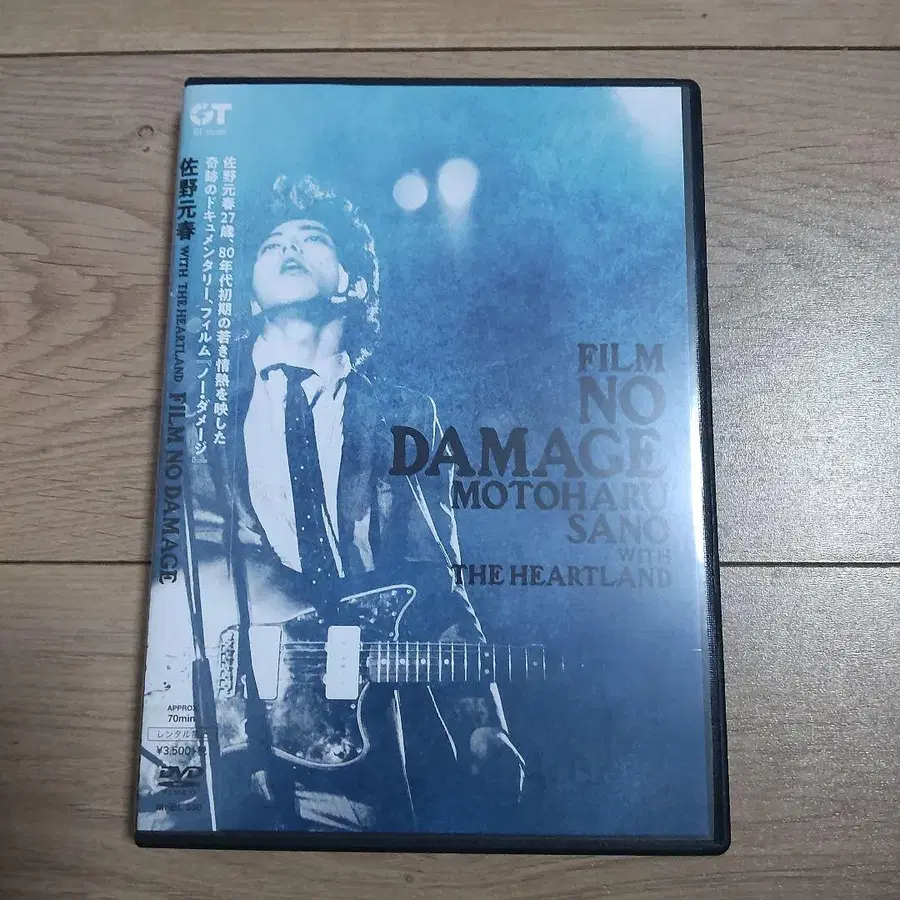 GT
佐野元春27歳、80年代初期の若き情熱を映した
奇跡のドキュメンタリー、フィルム『ノー・ダメージ』
佐野元春 WITH THE HEARTLAND FILM NO DAMAGE
FILM
NO
DAMAGE
MOTOHARU
SANO
WITH
THE HEARTLAND
APPROX.
70min
レンタル禁止
¥3,500+税
DVD